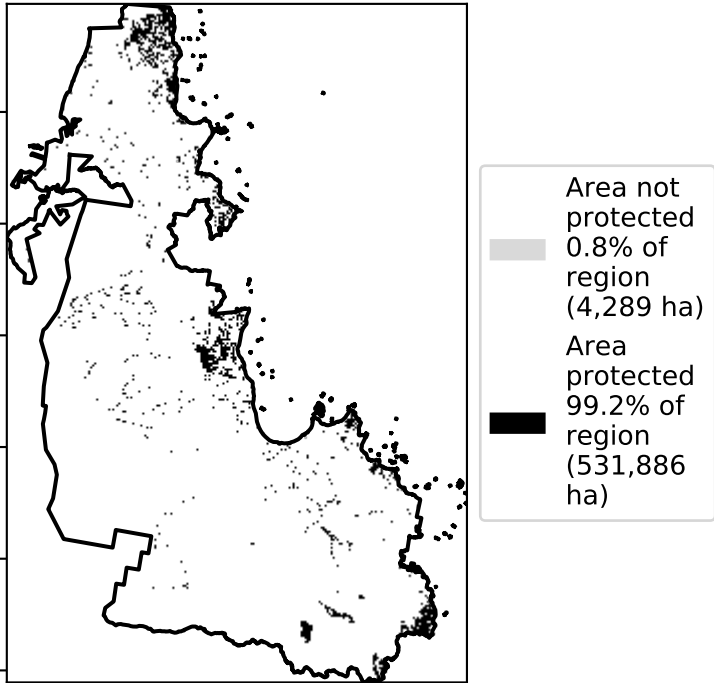 Area not
protected
0.8% of
region
(4,289 ha)
Area
protected
99.2% of
region
(531,886
ha)